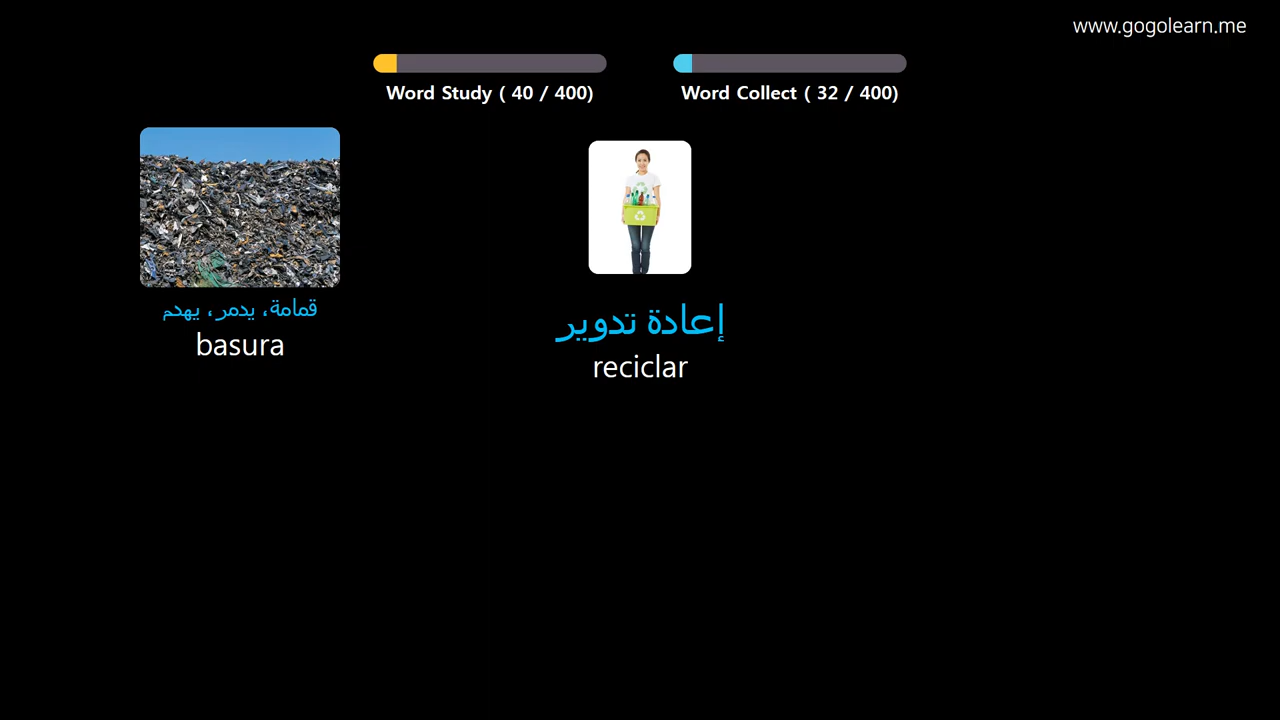 www.gogolearn.me
Word Study ( 40 / 400)
Word Collect ( 32 / 400)
قمامة، يدمر، يهدم
basura
إعادة تدوير
reciclar